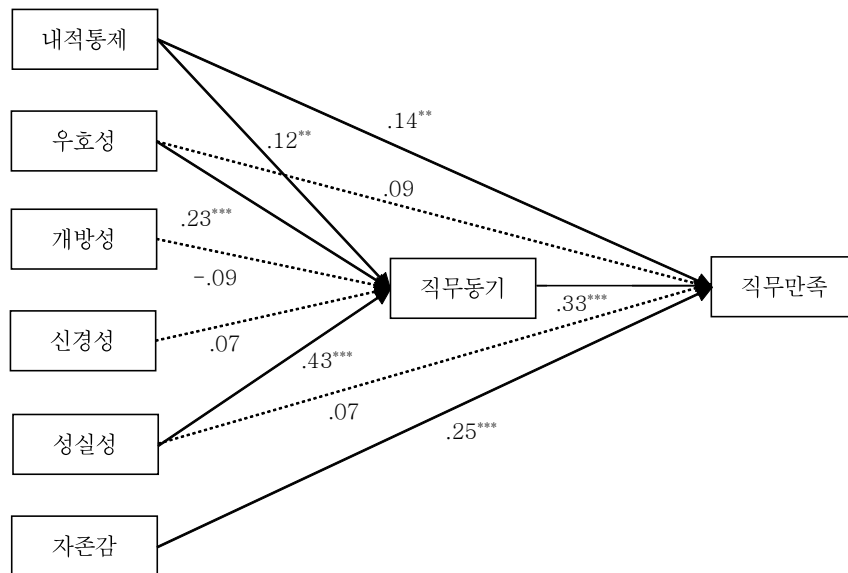 내적통제
.14**
우호성
.12**
.09
.23***
개방성
-.09
직무동기
직무만족
.33***
신경성
.07
.43***
.07
성실성
.25***
자존감